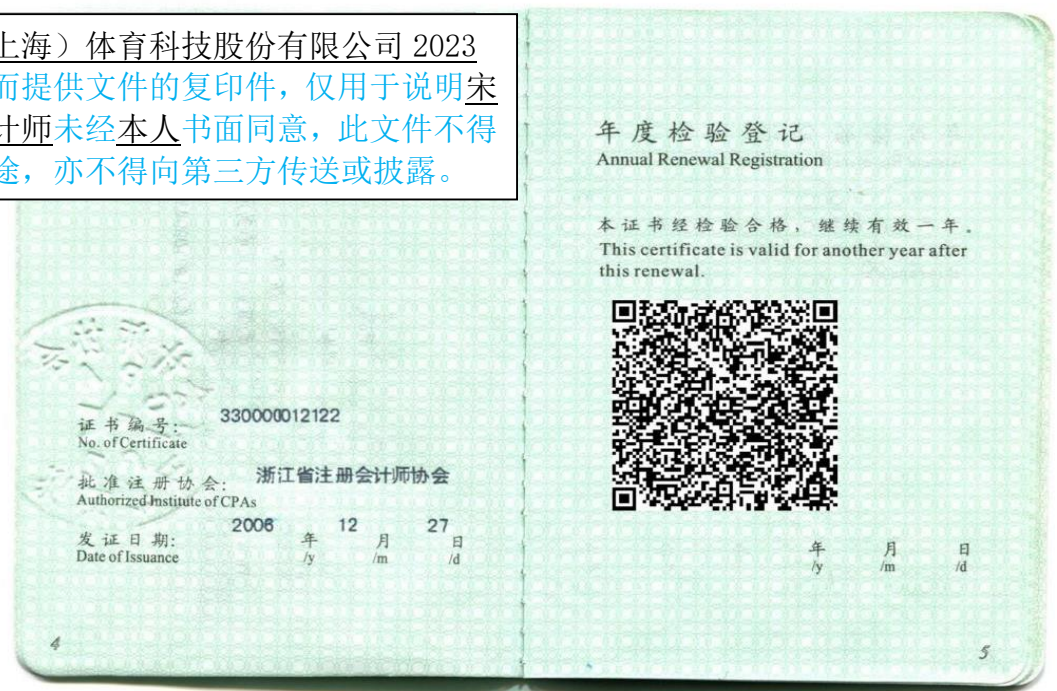 上海）体育科技股份有限公司 2023
而提供文件的复印件，仅用于说明宋
计师未经本人书面同意，此文件不得
途，亦不得向第三方传送或披露。
证书编号：
330000012122
No. of Certificate
批准注册协会：
浙江省注册会计师协会
Authorized Institute of CPAs
发证日期：
2006 年 12 月 27 日
Date of Issuance
/y /m /d
4
年度检验登记
Annual Renewal Registration
本证书经检验合格，继续有效一年。
This certificate is valid for another year after
this renewal.
年 月 日
/y /m /d
5